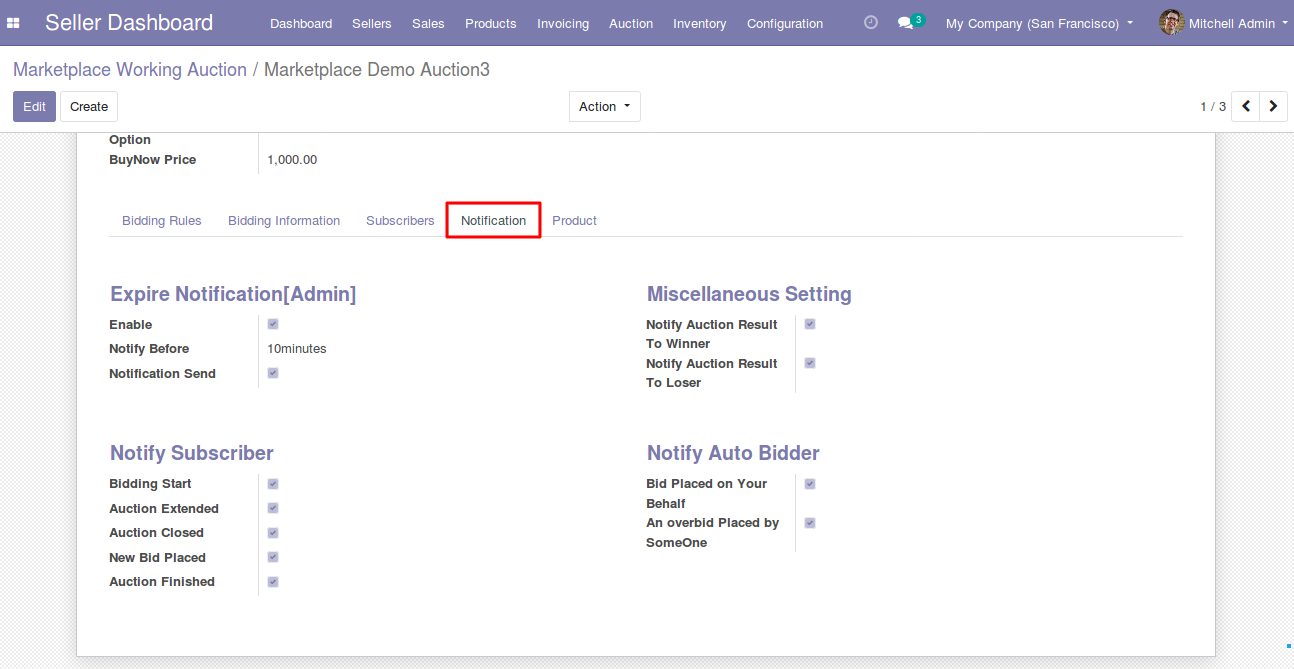 Seller Dashboard Dashboard Sellers Sales Products Invoicing Auction Inventory Configuration 3 My Company (San Francisco) Mitchell Admin
Marketplace Working Auction / Marketplace Demo Auction3
Edit Create Action 1 / 3
Option
BuyNow Price 1,000.00
Bidding Rules Bidding Information Subscribers Notification Product
Expire Notification[Admin]
Enable
Notify Before 10minutes
Notification Send
Miscellaneous Setting
Notify Auction Result
To Winner
Notify Auction Result
To Loser
Notify Subscriber
Bidding Start
Auction Extended
Auction Closed
New Bid Placed
Auction Finished
Notify Auto Bidder
Bid Placed on Your
Behalf
An overbid Placed by
SomeOne